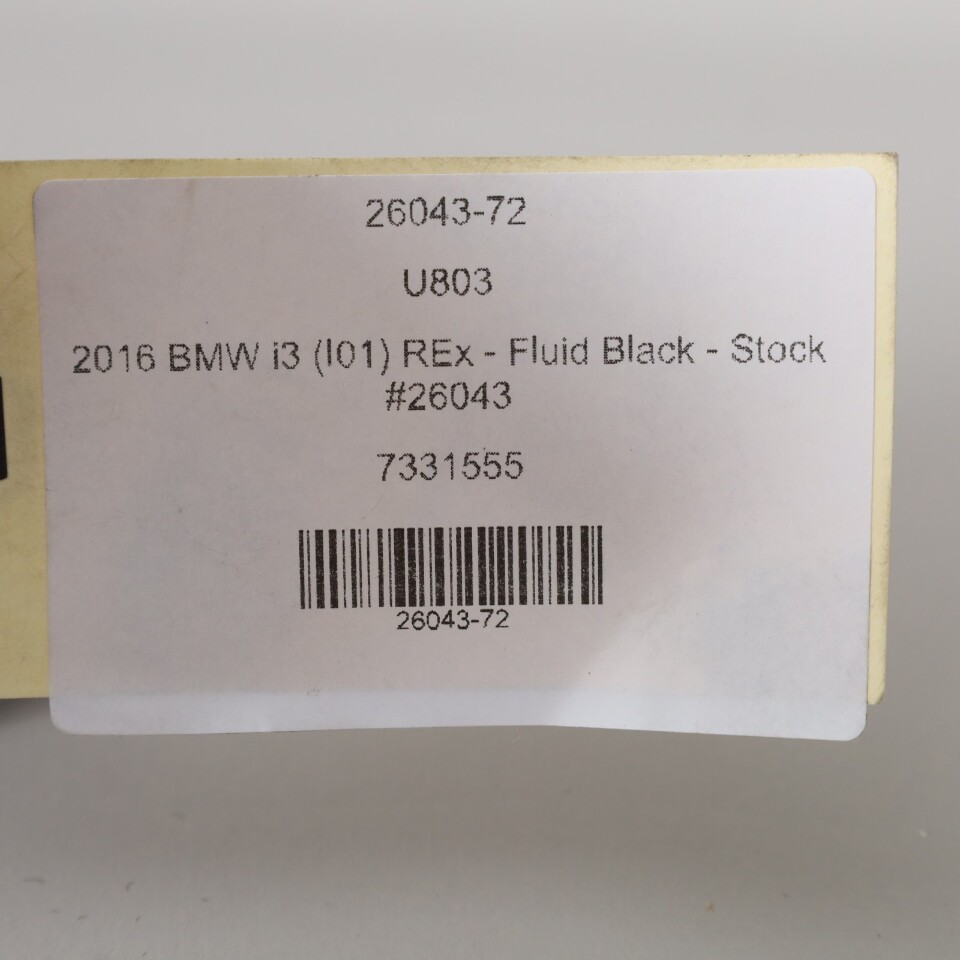 26043-72
U803
2016 BMW i3 (I01) REx - Fluid Black - Stock
#26043
7331555
26043-72